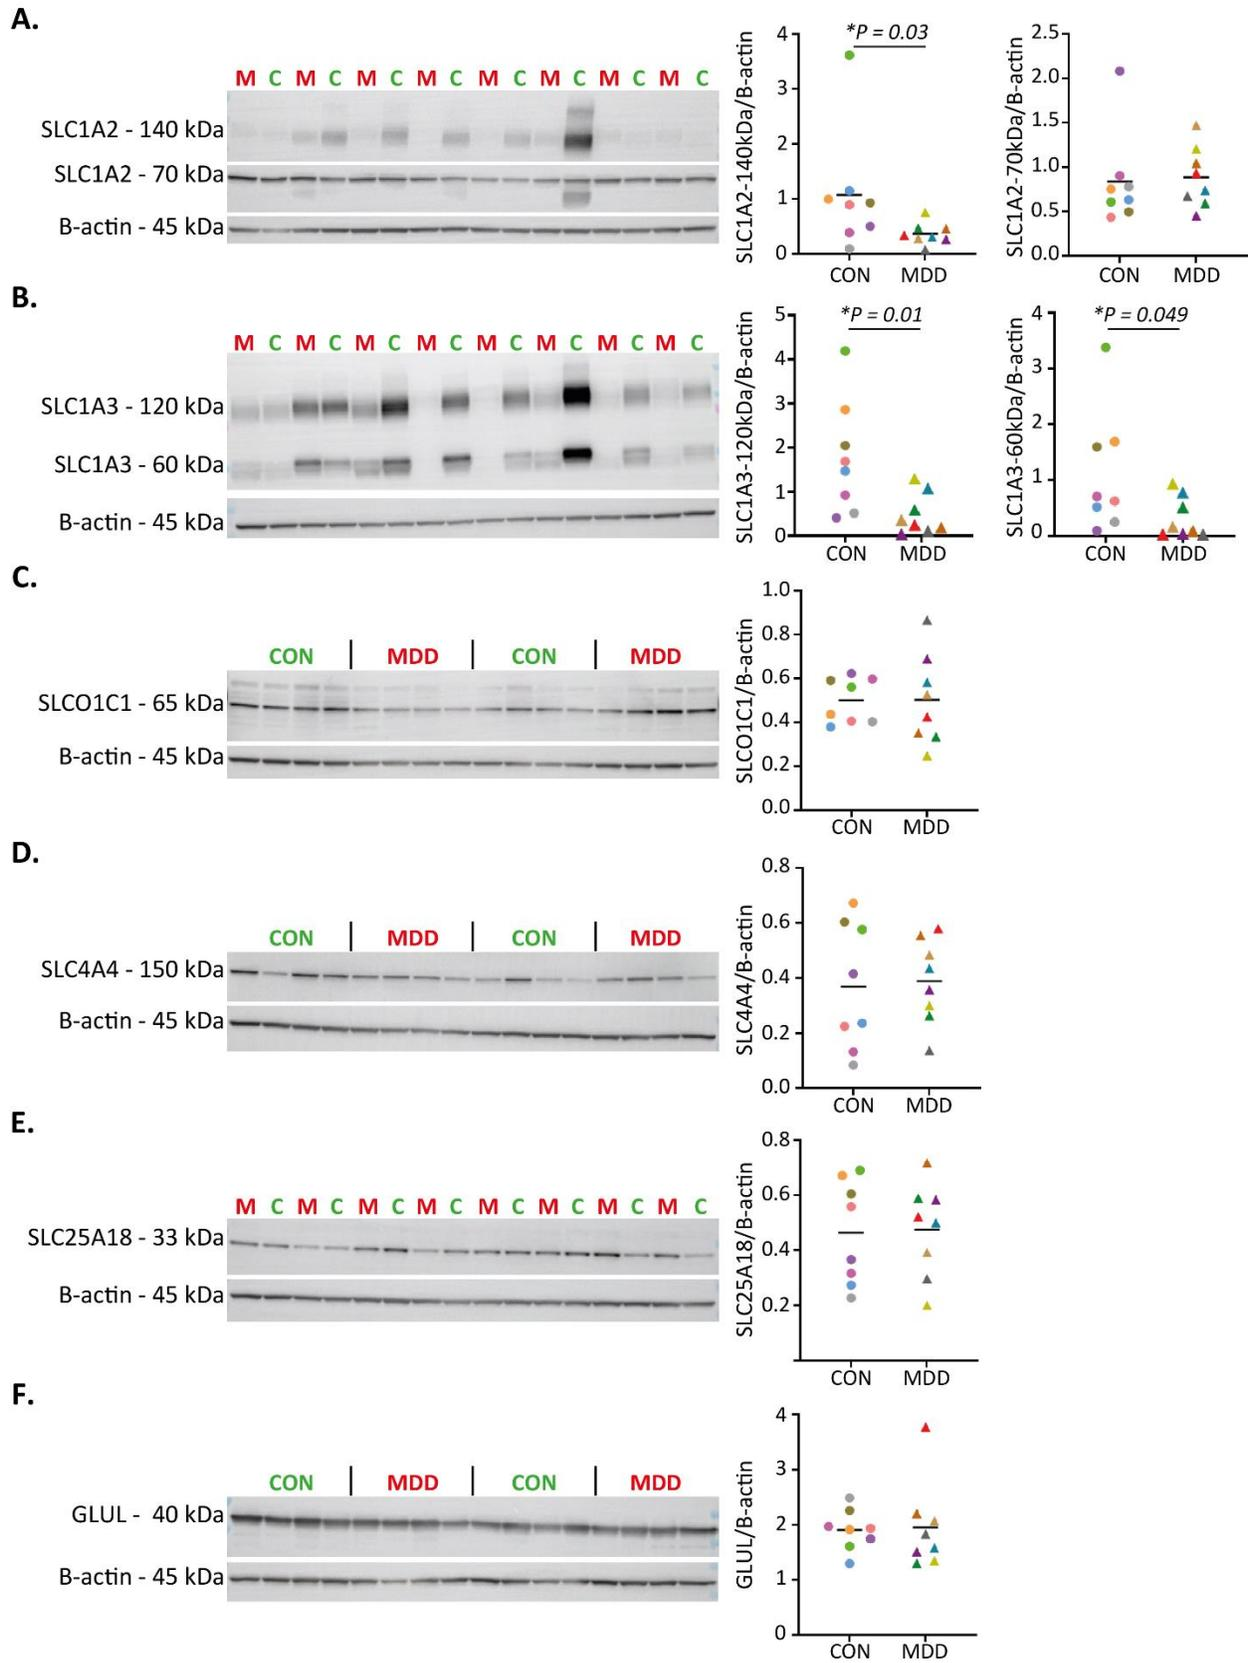 A.
M C M C M C M C M C M C M C M C
SLC1A2 - 140 kDa
SLC1A2 - 70 kDa
B-actin - 45 kDa
SLC1A2-140kDa/B-actin
4
3
2
1
0
*P = 0.03
CON MDD
SLC1A2-70kDa/B-actin
2.5
2.0
1.5
1.0
0.5
0.0
CON MDD
B.
M C M C M C M C M C M C M C M C
SLC1A3 - 120 kDa
SLC1A3 - 60 kDa
B-actin - 45 kDa
SLC1A3-120kDa/B-actin
5
4
3
2
1
0
*P = 0.01
CON MDD
SLC1A3-60kDa/B-actin
4
3
2
1
0
*P = 0.049
CON MDD
C.
CON MDD CON MDD
SLCO1C1 - 65 kDa
B-actin - 45 kDa
SLCO1C1/B-actin
1.0
0.8
0.6
0.4
0.2
0.0
CON MDD
D.
CON MDD CON MDD
SLC4A4 - 150 kDa
B-actin - 45 kDa
SLC4A4/B-actin
0.8
0.6
0.4
0.2
0.0
CON MDD
E.
M C M C M C M C M C M C M C M C
SLC25A18 - 33 kDa
B-actin - 45 kDa
SLC25A18/B-actin
0.8
0.6
0.4
0.2
CON MDD
F.
CON MDD CON MDD
GLUL - 40 kDa
B-actin - 45 kDa
GLUL/B-actin
4
3
2
1
0
CON MDD